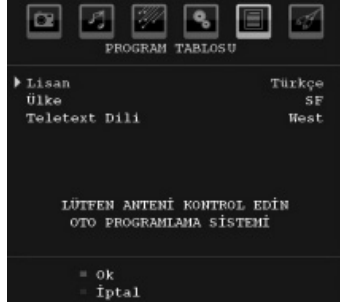 PROGRAM TABLOSU
Lisan Türkçe
Ülke SF
Teletext Dili West
LÜTFEN ANTENİ KONTROL EDİN
OTO PROGRAMLAMA SİSTEMİ
Ok
İptal